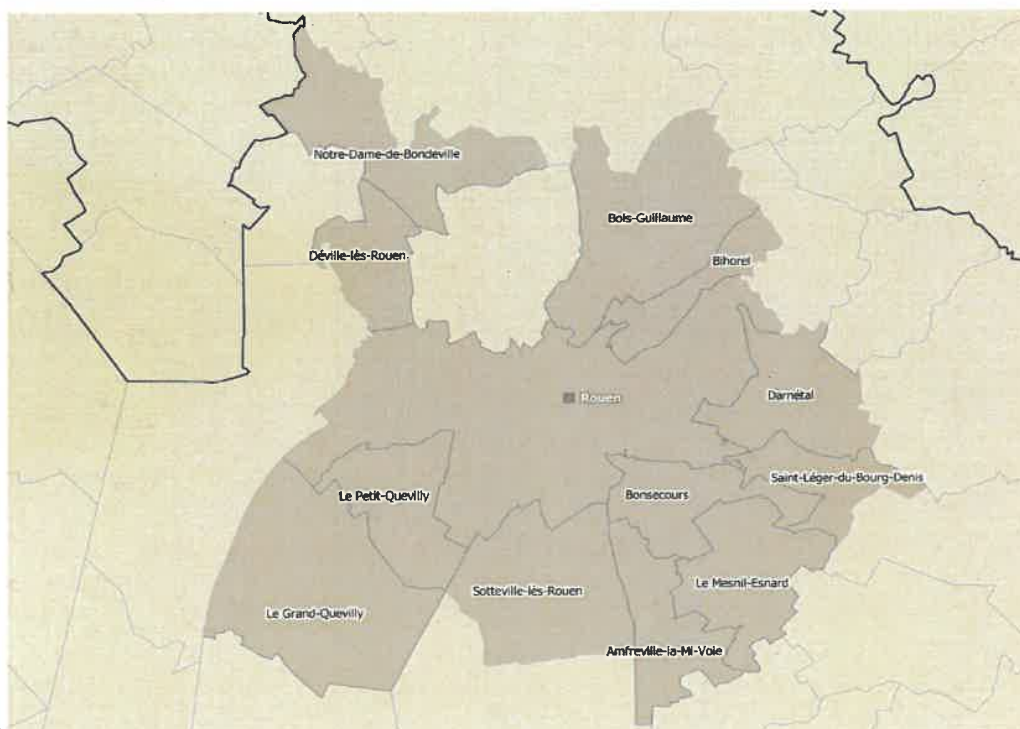 Notre-Dame-de-Bondeville
Bois-Guillaume
Déville-lès-Rouen
Bihorel
Rouen
Darnétal
Saint-Léger-du-Bourg-Denis
Le Petit-Quevilly
Bonsecours
Le Mesnil-Esnard
Sotteville-lès-Rouen
Le Grand-Quevilly
Amfreville-la-Mi-Voie